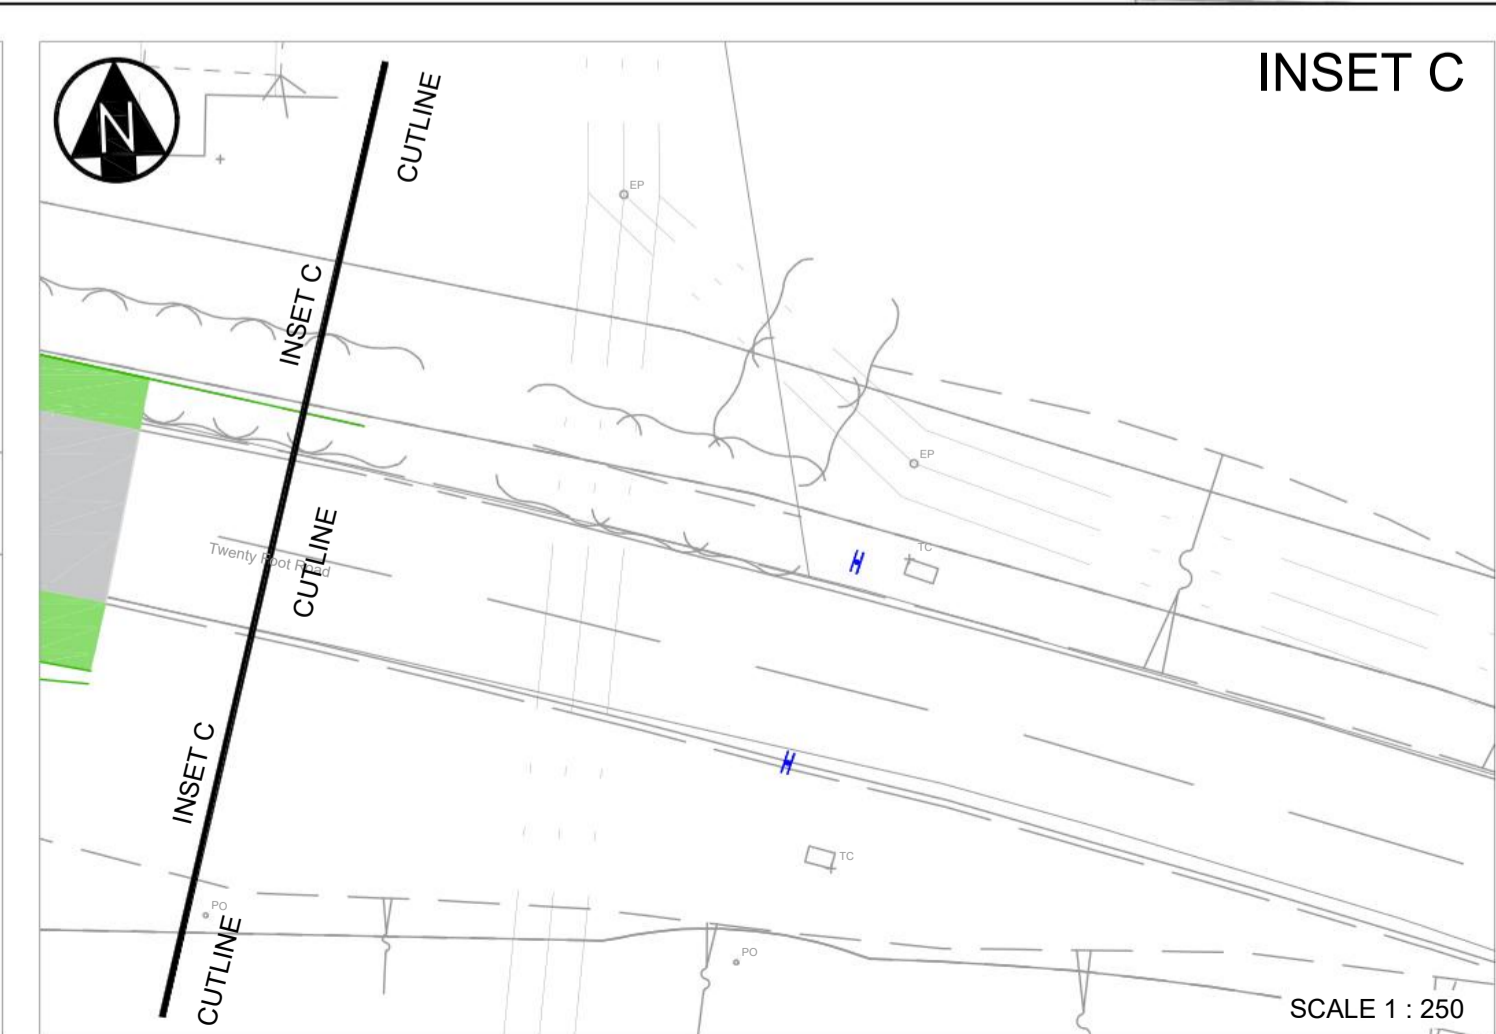 INSET C
N
CUTLINE
EP
INSET C
EP
CUTLINE
Twenty Foot Road
TC
INSET C
TC
PO
CUTLINE
PO
SCALE 1 : 250